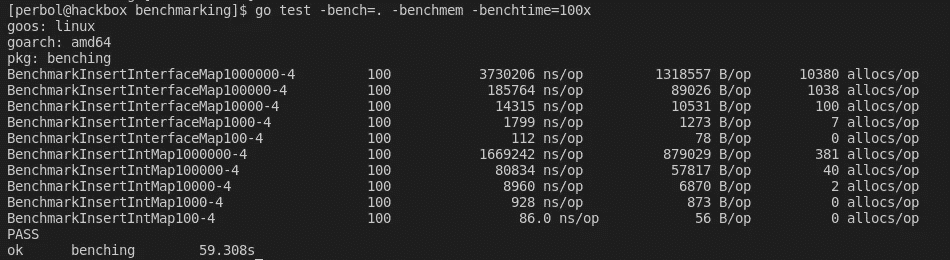 [perbol@hackbox benchmarking]$ go test -bench=. -benchmem -benchtime=100x
goos: linux
goarch: amd64
pkg: benching
BenchmarkInsertInterfaceMap1000000-4 100 3730206 ns/op 1318557 B/op 10380 allocs/op
BenchmarkInsertInterfaceMap100000-4 100 185764 ns/op 89026 B/op 1038 allocs/op
BenchmarkInsertInterfaceMap10000-4 100 14315 ns/op 10531 B/op 100 allocs/op
BenchmarkInsertInterfaceMap1000-4 100 1799 ns/op 1273 B/op 7 allocs/op
BenchmarkInsertInterfaceMap100-4 100 112 ns/op 78 B/op 0 allocs/op
BenchmarkInsertIntMap1000000-4 100 1669242 ns/op 879029 B/op 381 allocs/op
BenchmarkInsertIntMap100000-4 100 80834 ns/op 57817 B/op 40 allocs/op
BenchmarkInsertIntMap10000-4 100 8960 ns/op 6870 B/op 2 allocs/op
BenchmarkInsertIntMap1000-4 100 928 ns/op 873 B/op 0 allocs/op
BenchmarkInsertIntMap100-4 100 86.0 ns/op 56 B/op 0 allocs/op
PASS
ok benching 59.308s